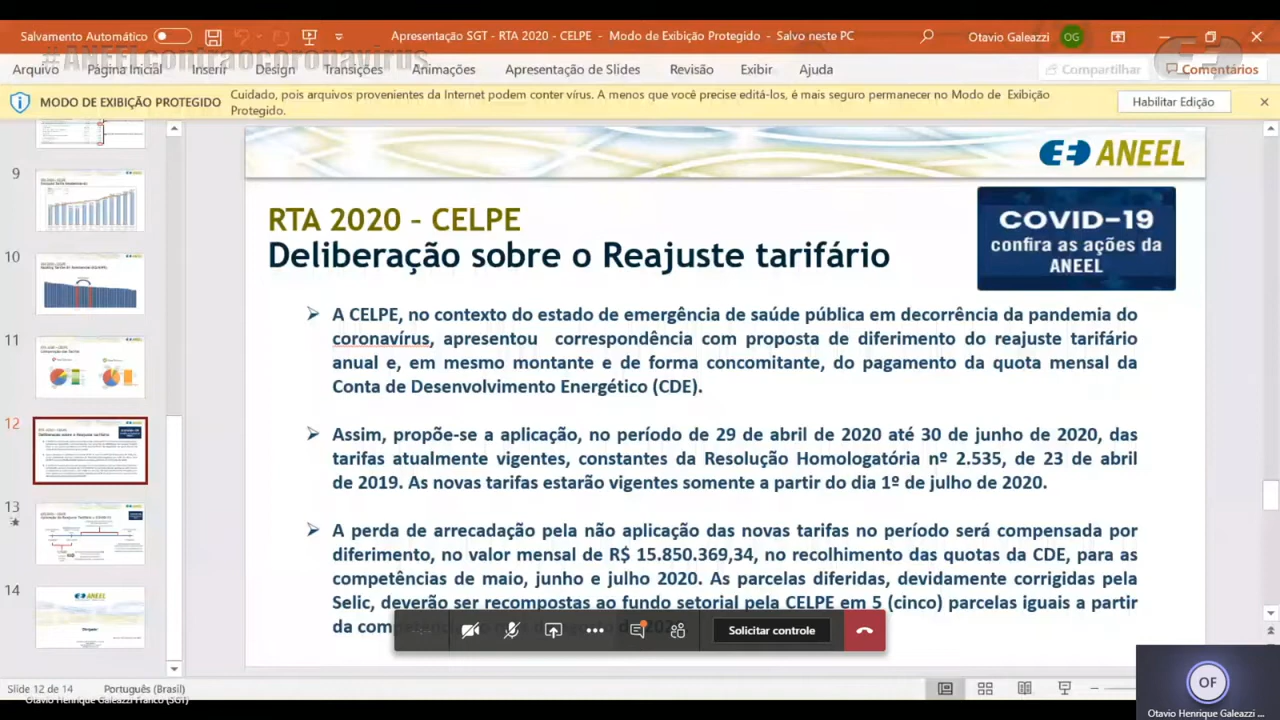 Salvamento Automático
Apresentação SGT - RTA 2020 - CELPE - Modo de Exibição Protegido - Salvo neste PC
Otavio Galeazzi
OG
#ANEELcontraocoronavirus
Arquivo
Página Inicial
Inserir
Design
Transições
Animações
Apresentação de Slides
Revisão
Exibir
Ajuda
Compartilhar
Comentários
MODO DE EXIBIÇÃO PROTEGIDO
Cuidado, pois arquivos provenientes da Internet podem conter vírus. A menos que você precise editá-los, é mais seguro permanecer no Modo de Exibição
Protegido.
Habilitar Edição
9
10
11
12
13
14
ANEEL
RTA 2020 – CELPE
Deliberação sobre o Reajuste tarifário
COVID-19
confira as ações da
ANEEL
A CELPE, no contexto do estado de emergência de saúde pública em decorrência da pandemia do
coronavírus, apresentou correspondência com proposta de diferimento do reajuste tarifário
anual e, em mesmo montante e de forma concomitante, do pagamento da quota mensal da
Conta de Desenvolvimento Energético (CDE).
Assim, propõe-se a aplicação, no período de 29 de abril de 2020 até 30 de junho de 2020, das
tarifas atualmente vigentes, constantes da Resolução Homologatória nº 2.535, de 23 de abril
de 2019. As novas tarifas estarão vigentes somente a partir do dia 1º de julho de 2020.
A perda de arrecadação pela não aplicação das novas tarifas no período será compensada por
diferimento, no valor mensal de R$ 15.850.369,34, no recolhimento das quotas da CDE, para as
competências de maio, junho e julho 2020. As parcelas diferidas, devidamente corrigidas pela
Selic, deverão ser recompostas ao fundo setorial pela CELPE em 5 (cinco) parcelas iguais a partir
da
Solicitar controle
Slide 12 de 14
Português (Brasil)
Otavio Henrique Galeazzi Franco (SGT)
OF
Otavio Henrique Galeazzi ...